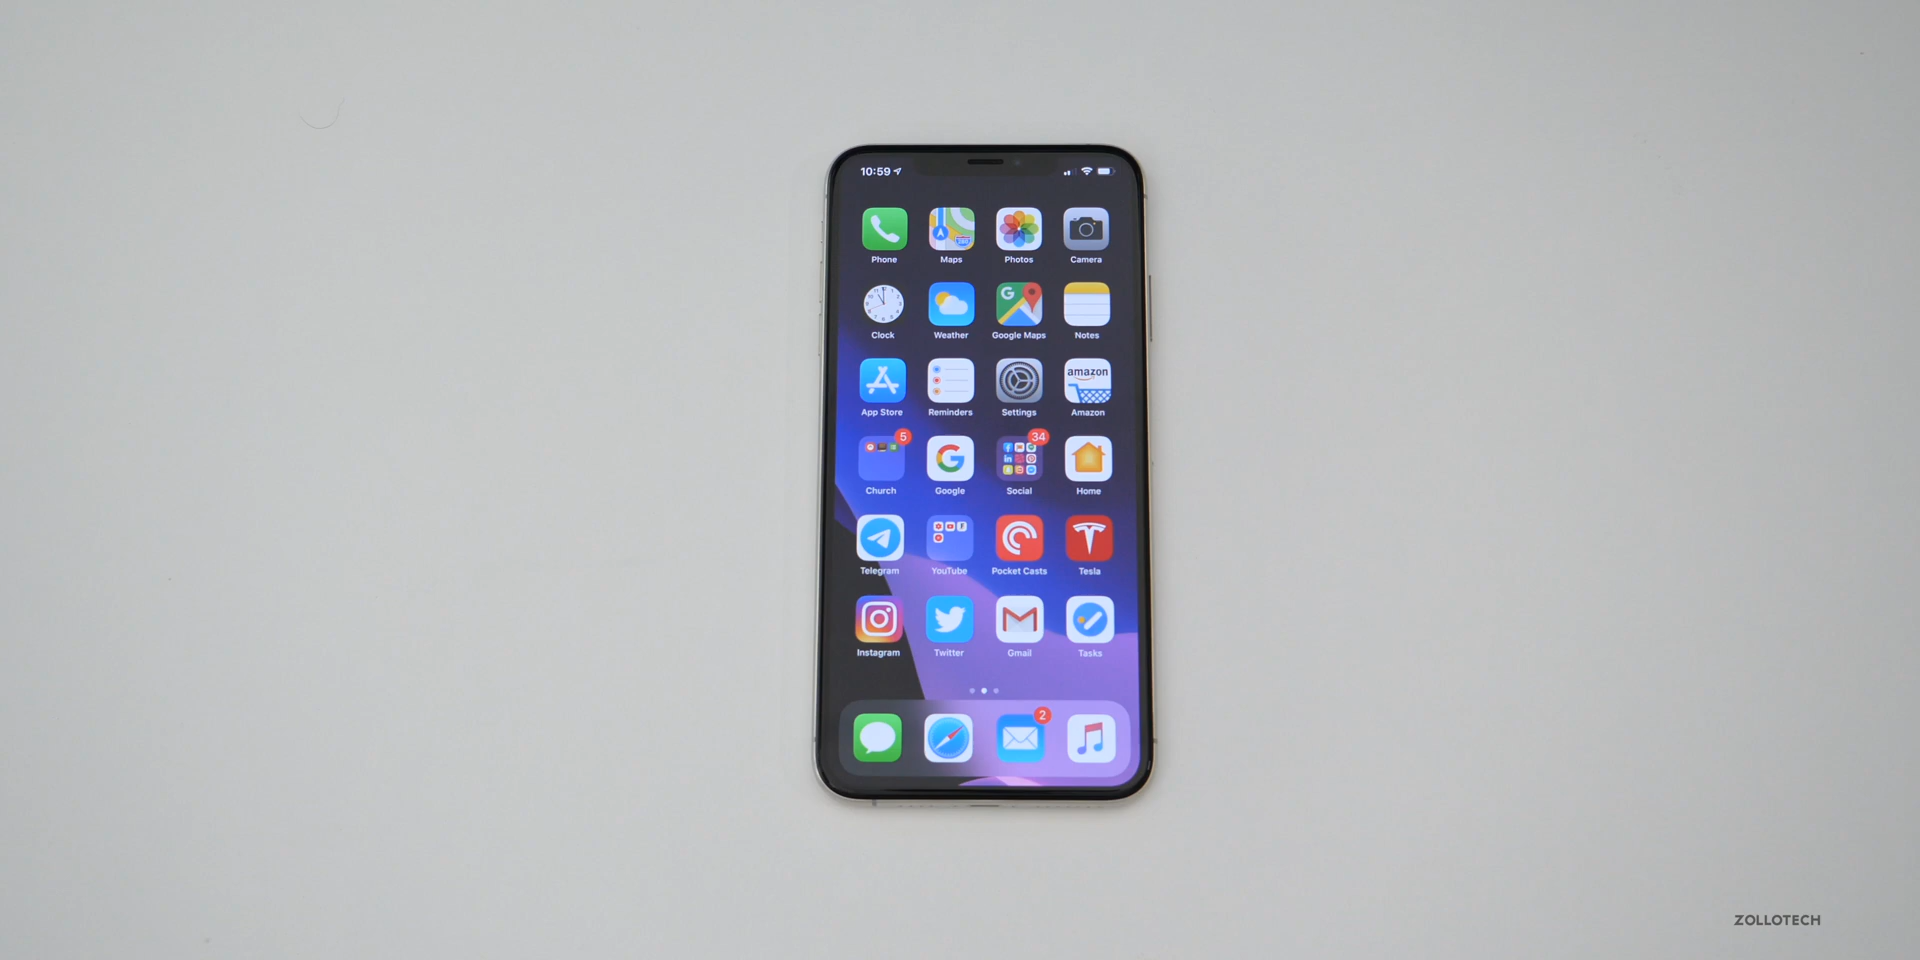 10:59
Phone Maps Photos Camera
Clock Weather Google Maps Notes
amazon
App Store Reminders Settings Amazon
5 34
Church Google Social Home
Telegram YouTube Pocket Casts Tesla
Instagram Twitter Gmail Tasks
2
ZOLLOTECH